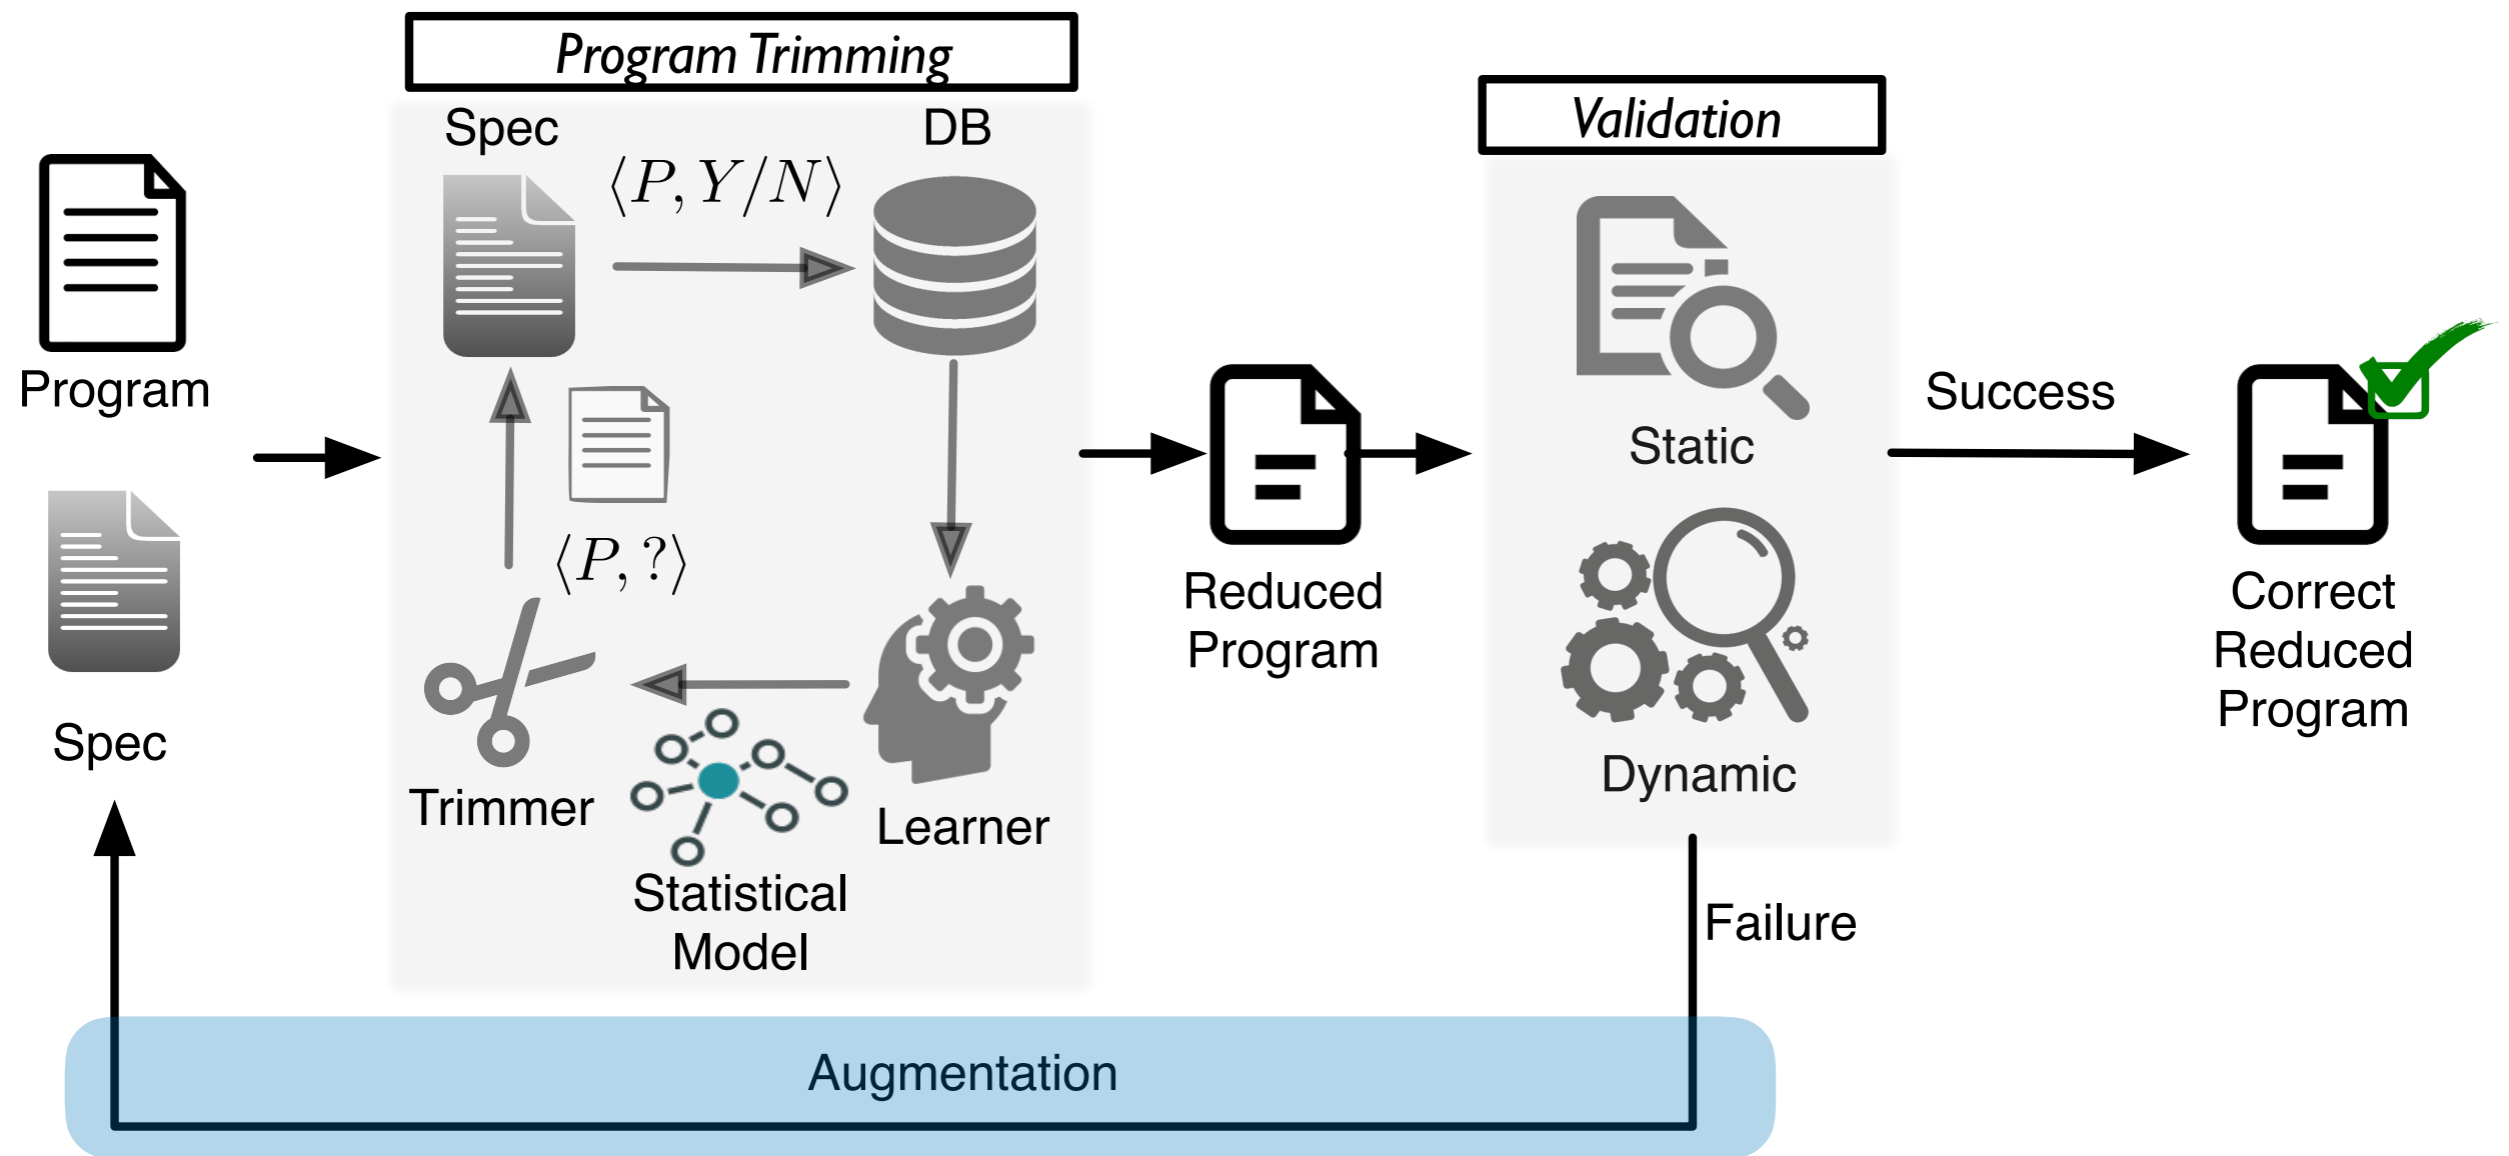 Program Trimming
Validation
Spec
DB
⟨P, Y/N⟩
Program
Success
Static
⟨P, ?⟩
Reduced
Program
Correct
Reduced
Program
Spec
Dynamic
Trimmer
Learner
Statistical
Model
Failure
Augmentation